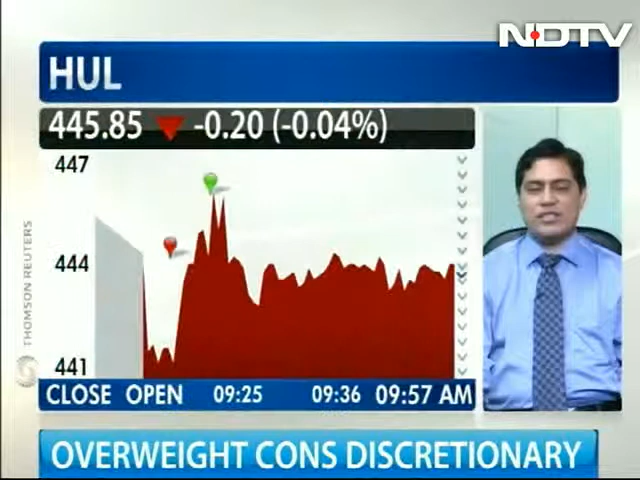 NDTV
HUL
445.85 ▼ -0.20 (-0.04%)
447
444
441
THOMSON REUTERS
CLOSE OPEN 09:25 09:36 09:57 AM
OVERWEIGHT CONS DISCRETIONARY